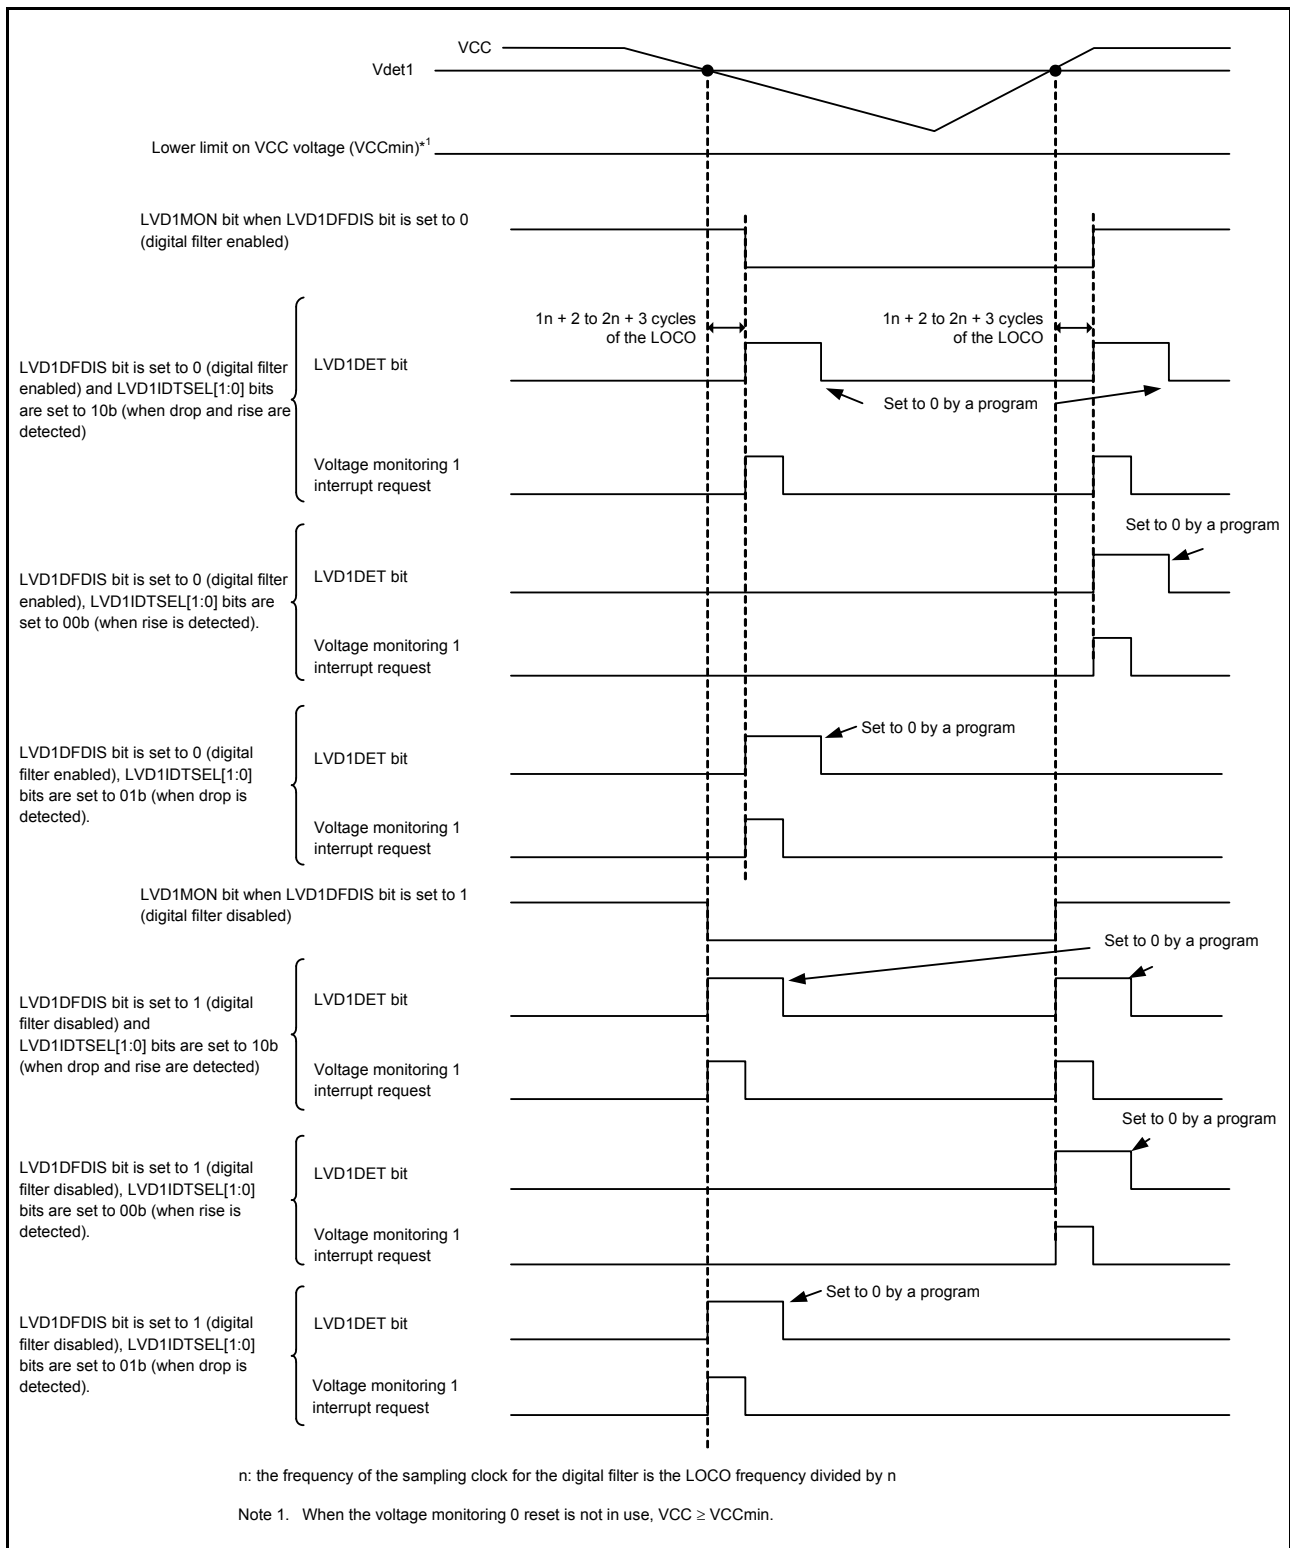 VCC
Vdet1
Lower limit on VCC voltage (VCCmin)*1
LVD1MON bit when LVD1DFDIS bit is set to 0
(digital filter enabled)
1n + 2 to 2n + 3 cycles
of the LOCO
1n + 2 to 2n + 3 cycles
of the LOCO
LVD1DFDIS bit is set to 0 (digital filter
enabled) and LVD1IDTSEL[1:0] bits
are set to 10b (when drop and rise are
detected)
LVD1DET bit
Set to 0 by a program
Voltage monitoring 1
interrupt request
Set to 0 by a program
LVD1DFDIS bit is set to 0 (digital filter
enabled), LVD1IDTSEL[1:0] bits are
set to 00b (when rise is detected).
LVD1DET bit
Voltage monitoring 1
interrupt request
Set to 0 by a program
LVD1DFDIS bit is set to 0 (digital
filter enabled), LVD1IDTSEL[1:0]
bits are set to 01b (when drop is
detected).
LVD1DET bit
Voltage monitoring 1
interrupt request
LVD1MON bit when LVD1DFDIS bit is set to 1
(digital filter disabled)
Set to 0 by a program
LVD1DFDIS bit is set to 1 (digital
filter disabled) and
LVD1IDTSEL[1:0] bits are set to 10b
(when drop and rise are detected)
LVD1DET bit
Voltage monitoring 1
interrupt request
Set to 0 by a program
LVD1DFDIS bit is set to 1 (digital
filter disabled), LVD1IDTSEL[1:0]
bits are set to 00b (when rise is
detected).
LVD1DET bit
Voltage monitoring 1
interrupt request
Set to 0 by a program
LVD1DFDIS bit is set to 1 (digital
filter disabled), LVD1IDTSEL[1:0]
bits are set to 01b (when drop is
detected).
LVD1DET bit
Voltage monitoring 1
interrupt request
n: the frequency of the sampling clock for the digital filter is the LOCO frequency divided by n
Note 1. When the voltage monitoring 0 reset is not in use, VCC ≥ VCCmin.